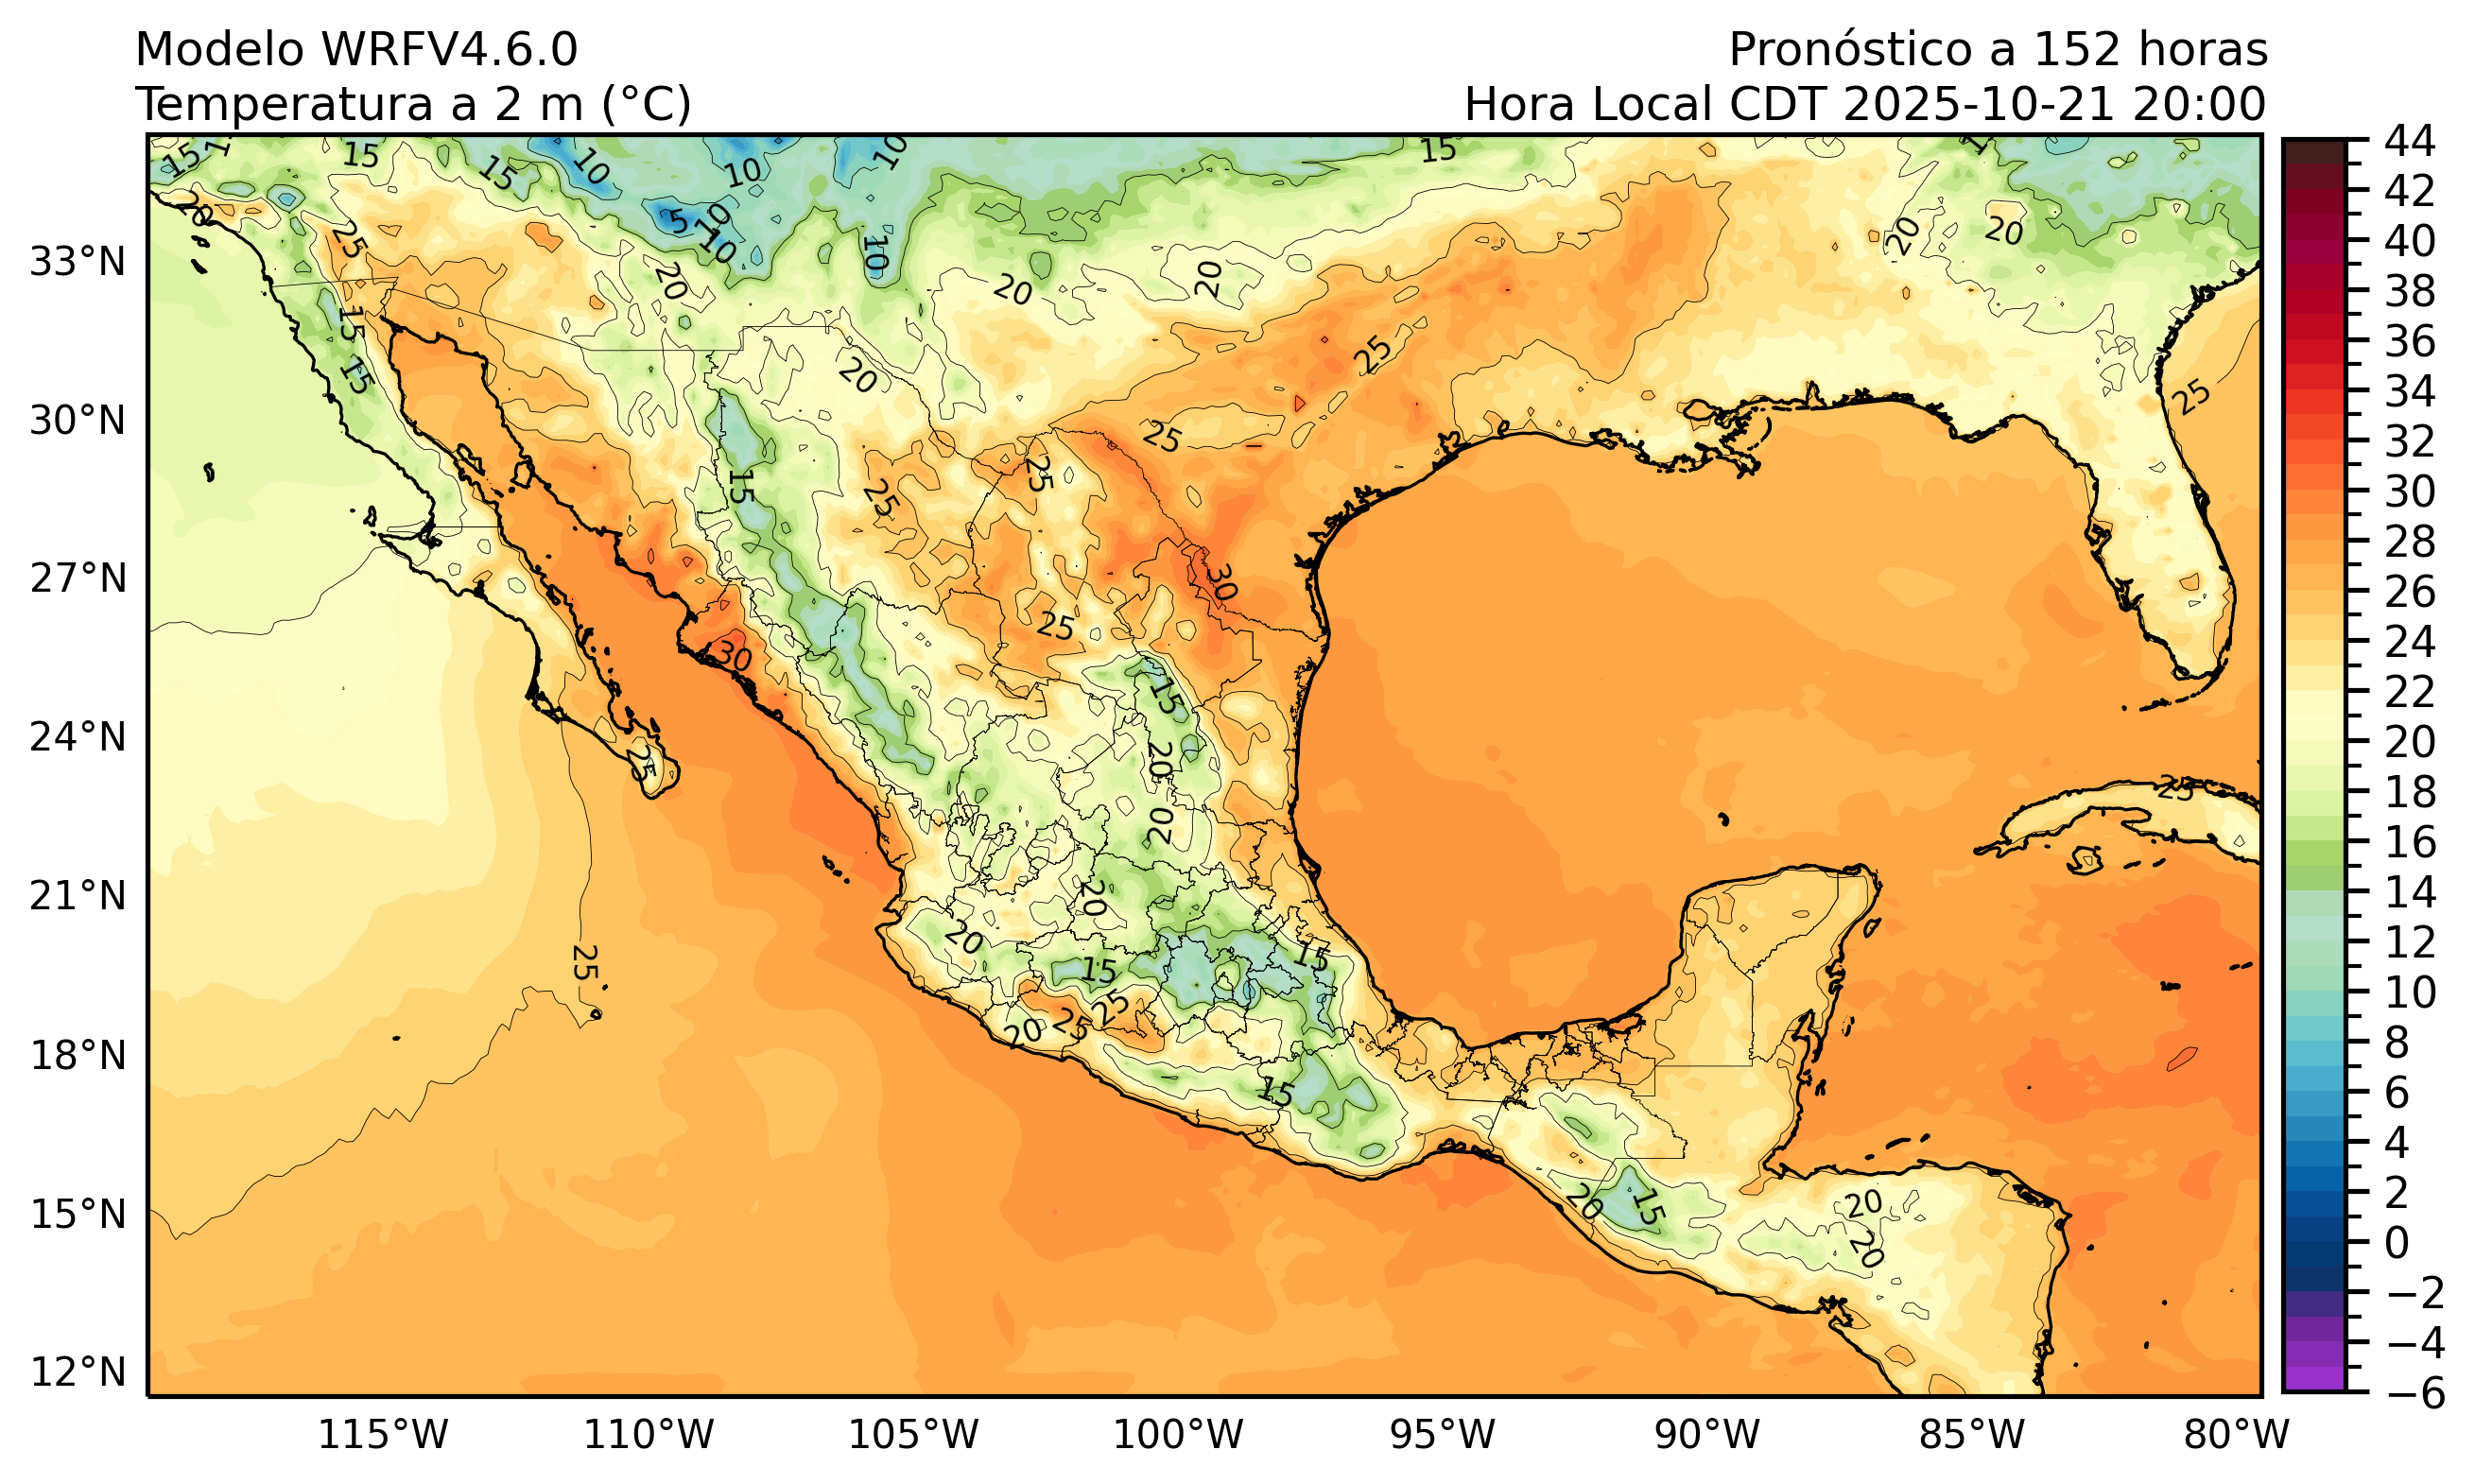 Modelo WRFV4.6.0
Pronóstico a 152 horas
Temperatura a 2 m (°C)
Hora Local CDT 2025-10-21 20:00
15 15 15 10 10 10 15
20 25 5 10 10 10 20 20 20 20 20
15 15 20 25 25
25 15 25 25
30
25 30
15
25 20 25
20
20
25 20 15 15
20 25 25
15
20 15 20
20
33°N
30°N
27°N
24°N
21°N
18°N
15°N
12°N
115°W
110°W
105°W
100°W
95°W
90°W
85°W
80°W
44
42
40
38
36
34
32
30
28
26
24
22
20
18
16
14
12
10
8
6
4
2
0
−2
−4
−6